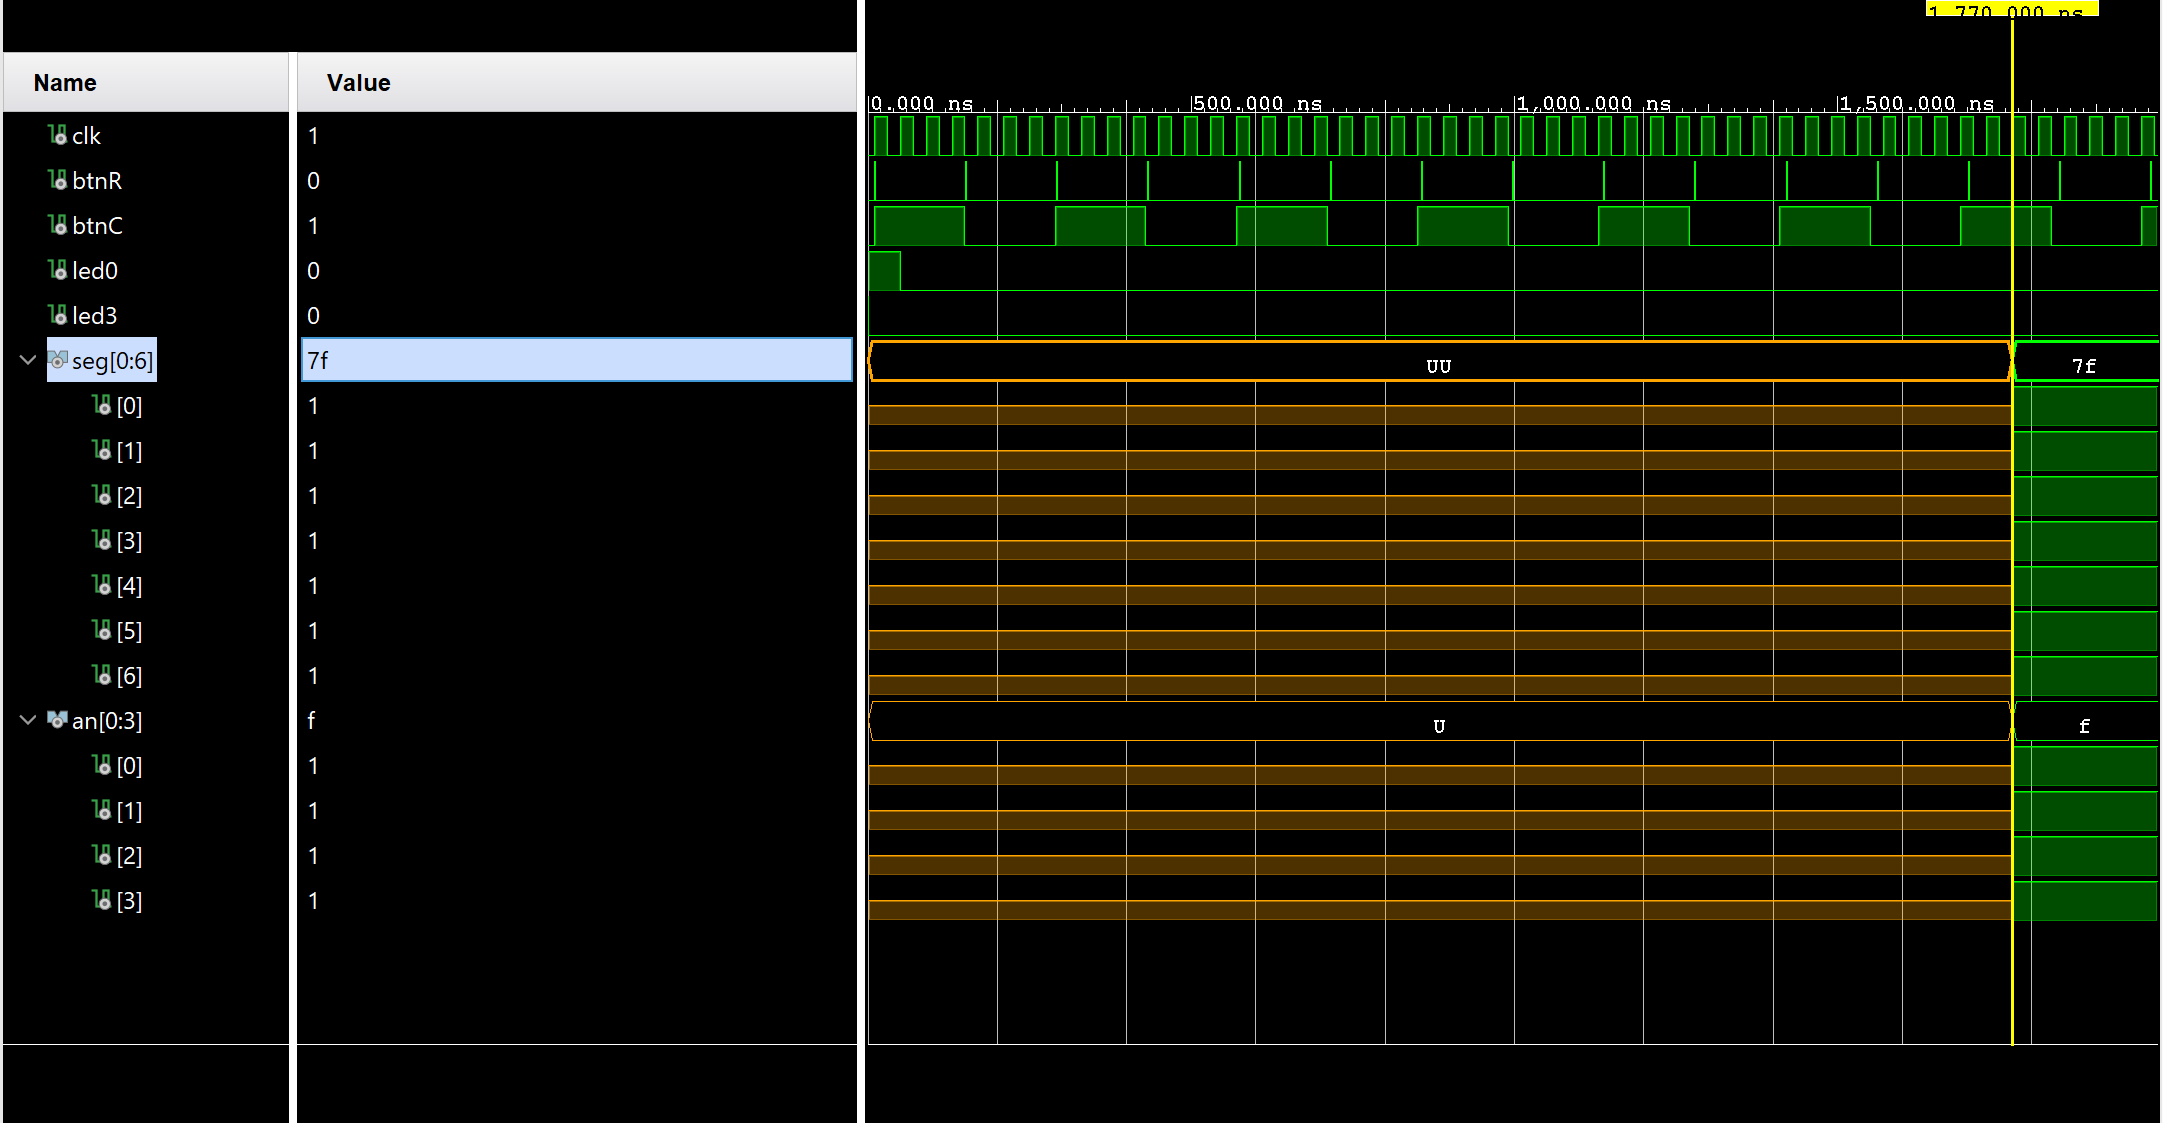 1,770.000 ns
Name Value
0.000 ns 500.000 ns 1,000.000 ns 1,500.000 ns
clk 1
btnR 0
btnC 1
led0 0
led3 0
seg[0:6] 7f UU 7f
[0] 1
[1] 1
[2] 1
[3] 1
[4] 1
[5] 1
[6] 1
an[0:3] f U f
[0] 1
[1] 1
[2] 1
[3] 1